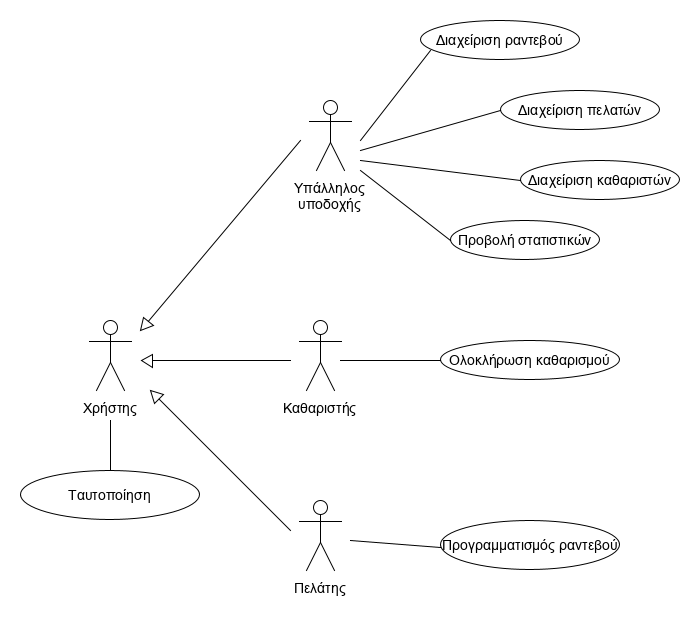 Διαχείριση ραντεβού
Διαχείριση πελατών
Διαχείριση καθαριστών
Υπάλληλος
υποδοχής
Προβολή στατιστικών
Ολοκλήρωση καθαρισμού
Χρήστης
Καθαριστής
Ταυτοποίηση
Προγραμματισμός ραντεβού
Πελάτης